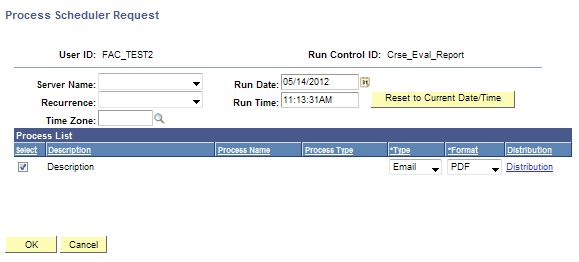 Process Scheduler Request
User ID: FAC_TEST2 Run Control ID: Crse_Eval_Report
Server Name: Run Date: 05/14/2012
Recurrence: Run Time: 11:13:31AM Reset to Current Date/Time
Time Zone:
Process List
Select Description Process Name Process Type *Type *Format Distribution
Description Email PDF Distribution
OK Cancel